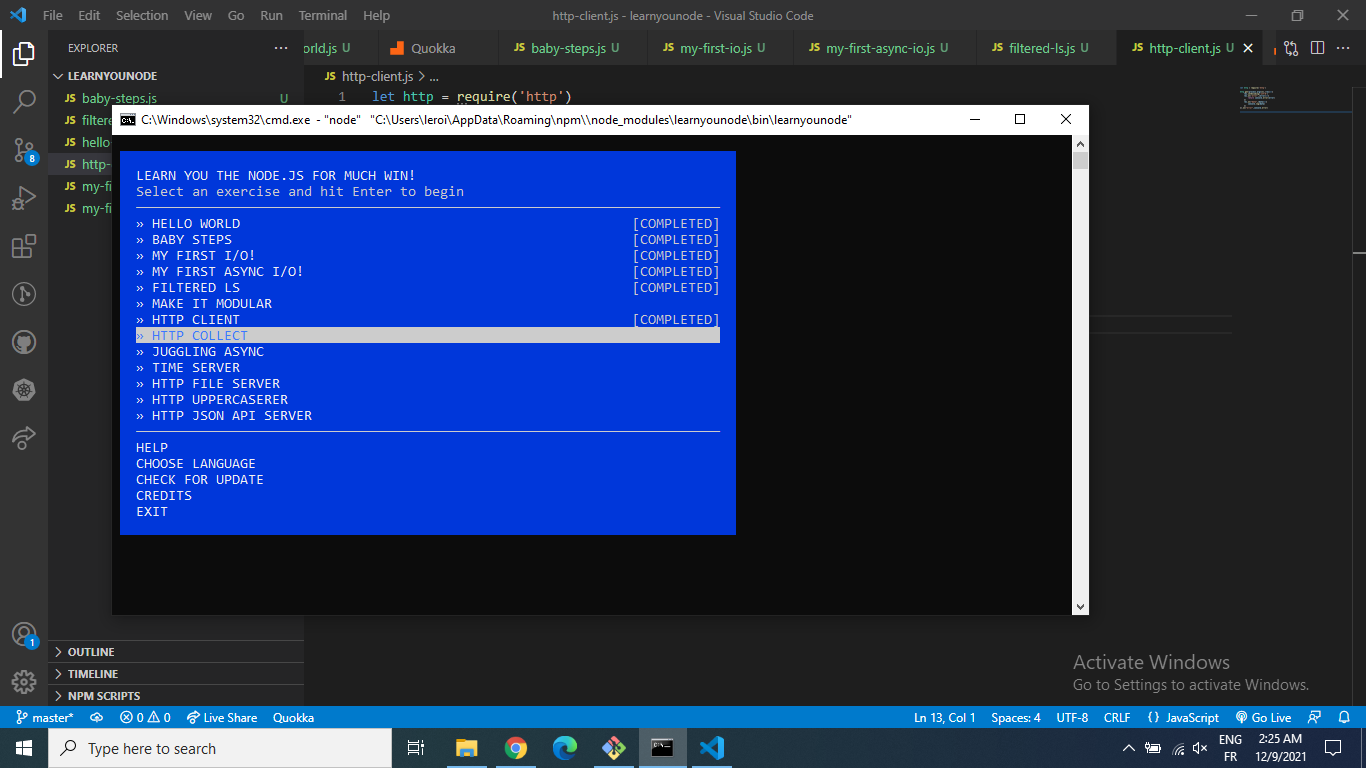 File Edit Selection View Go Run Terminal Help http-client.js - learnyounode - Visual Studio Code
EXPLORER
orld.js U Quokka JS baby-steps.js U JS my-first-io.js U JS my-first-async-io.js U JS filtered-ls.js U JS http-client.js U
LEARNYOUNODE
JS http-client.js > ...
JS baby-steps.js U
1 let http = require('http')
JS filtere
JS hello
JS http-
JS my-fi
JS my-fi
C:\Windows\system32\cmd.exe - "node" "C:\Users\leroi\AppData\Roaming\npm\\node_modules\learnyounode\bin\learnyounode"
LEARN YOU THE NODE.JS FOR MUCH WIN!
Select an exercise and hit Enter to begin
» HELLO WORLD [COMPLETED]
» BABY STEPS [COMPLETED]
» MY FIRST I/O! [COMPLETED]
» MY FIRST ASYNC I/O! [COMPLETED]
» FILTERED LS [COMPLETED]
» MAKE IT MODULAR
» HTTP CLIENT [COMPLETED]
» HTTP COLLECT
» JUGGLING ASYNC
» TIME SERVER
» HTTP FILE SERVER
» HTTP UPPERCASERER
» HTTP JSON API SERVER
HELP
CHOOSE LANGUAGE
CHECK FOR UPDATE
CREDITS
EXIT
8
1
OUTLINE
TIMELINE
NPM SCRIPTS
Activate Windows
Go to Settings to activate Windows.
master* 0 0 Live Share Quokka Ln 13, Col 1 Spaces: 4 UTF-8 CRLF {} JavaScript Go Live
Type here to search
ENG 2:25 AM
FR 12/9/2021